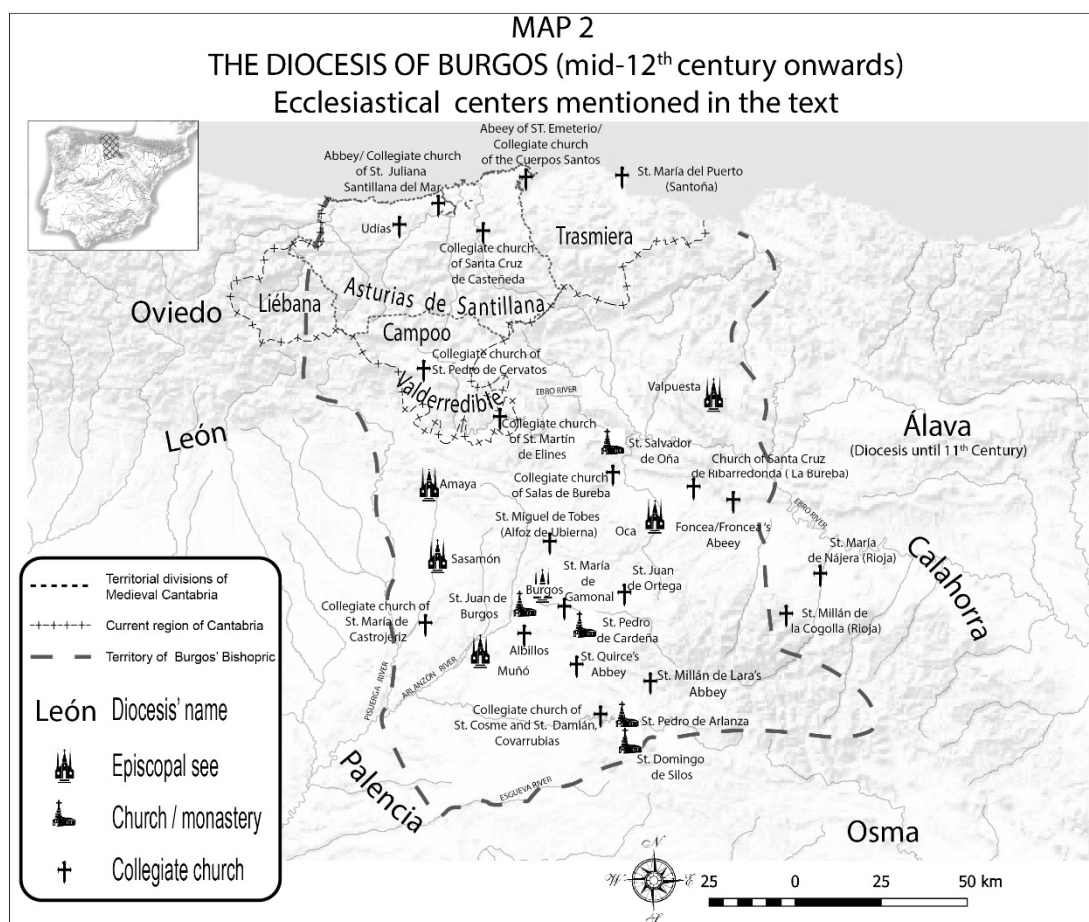 MAP 2
THE DIOCESIS OF BURGOS (mid-12th century onwards)
Ecclesiastical centers mentioned in the text
Abeey of ST. Emeterio/
Collegiate church
of the Cuerpos Santos
Abbey/ Collegiate church
of St. Juliana
Santillana del Mar
St. María del Puerto
(Santoña)
Udías
Collegiate church
of Santa Cruz
de Casteñeda
Trasmiera
Oviedo
Liébana
Asturias de Santillana
Campoo
Collegiate church of
St. Pedro de Cervatos
Valderredible
EBRO RIVER
Valpuesta
León
Collegiate church
of St. Martín
de Elines
St. Salvador
de Oña
Álava
(Diocesis until 11th Century)
Church of Santa Cruz
de Ribarredonda ( La Bureba)
Collegiate church
of Salas de Bureba
Amaya
St. Miguel de Tobes
(Alfoz de Ubierna)
Oca
Foncea/Froncea's
Abeey
EBRO RIVER
Sasamón
St. María
de Nájera (Rioja)
Calahorra
St. María
de
Gamonal
St. Juan
de Ortega
Burgos
St. Juan de
Burgos
Collegiate church of
St. María de
Castrojeriz
St. Millán de
la Cogolla (Rioja)
St. Pedro
de Cardeña
Albillos
Muñó
St. Quirce's
Abbey
St. Millán de Lara's
Abbey
PISUERGA RIVER
ARLANZÓN RIVER
Collegiate church of
St. Cosme and St. Damián,
Covarrubias
St. Pedro de Arlanza
St. Domingo
de Silos
Palencia
ESGUEVA RIVER
Osma
Territorial divisions of
Medieval Cantabria
Current region of Cantabria
Territory of Burgos' Bishopric
León Diocesis' name
Episcopal see
Church / monastery
Collegiate church
N
W E
S
25 0 25 50 km